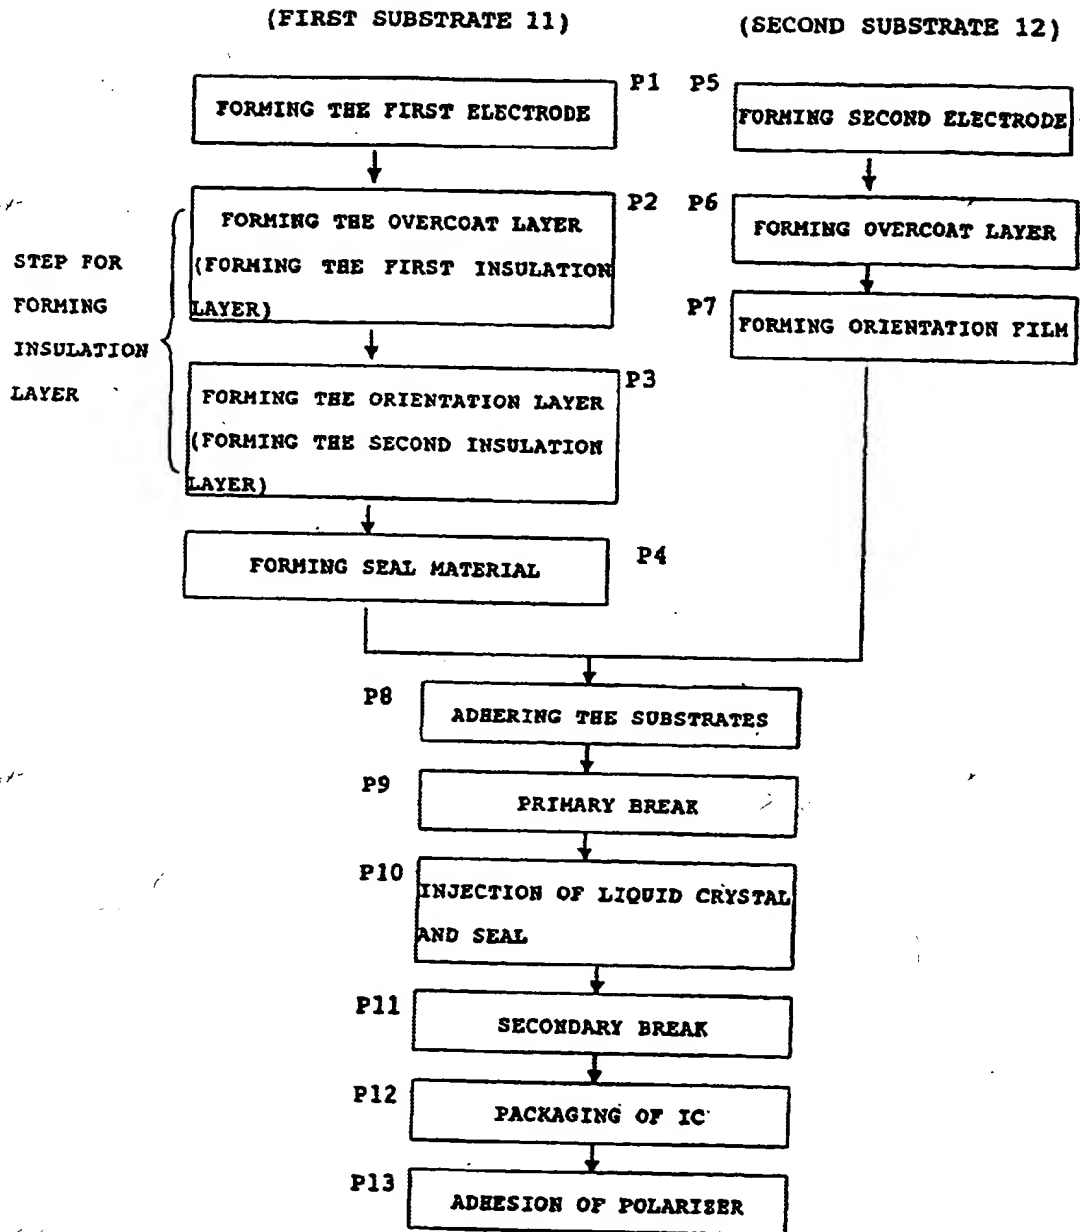 (FIRST SUBSTRATE 11)
(SECOND SUBSTRATE 12)
P1
FORMING THE FIRST ELECTRODE
P2
FORMING THE OVERCOAT LAYER
(FORMING THE FIRST INSULATION
LAYER)
STEP FOR
FORMING
INSULATION
LAYER
P3
FORMING THE ORIENTATION LAYER
(FORMING THE SECOND INSULATION
LAYER)
P4
FORMING SEAL MATERIAL
P5
FORMING SECOND ELECTRODE
P6
FORMING OVERCOAT LAYER
P7
FORMING ORIENTATION FILM
P8
ADHERING THE SUBSTRATES
P9
PRIMARY BREAK
P10
INJECTION OF LIQUID CRYSTAL
AND SEAL
P11
SECONDARY BREAK
P12
PACKAGING OF IC
P13
ADHESION OF POLARIZER